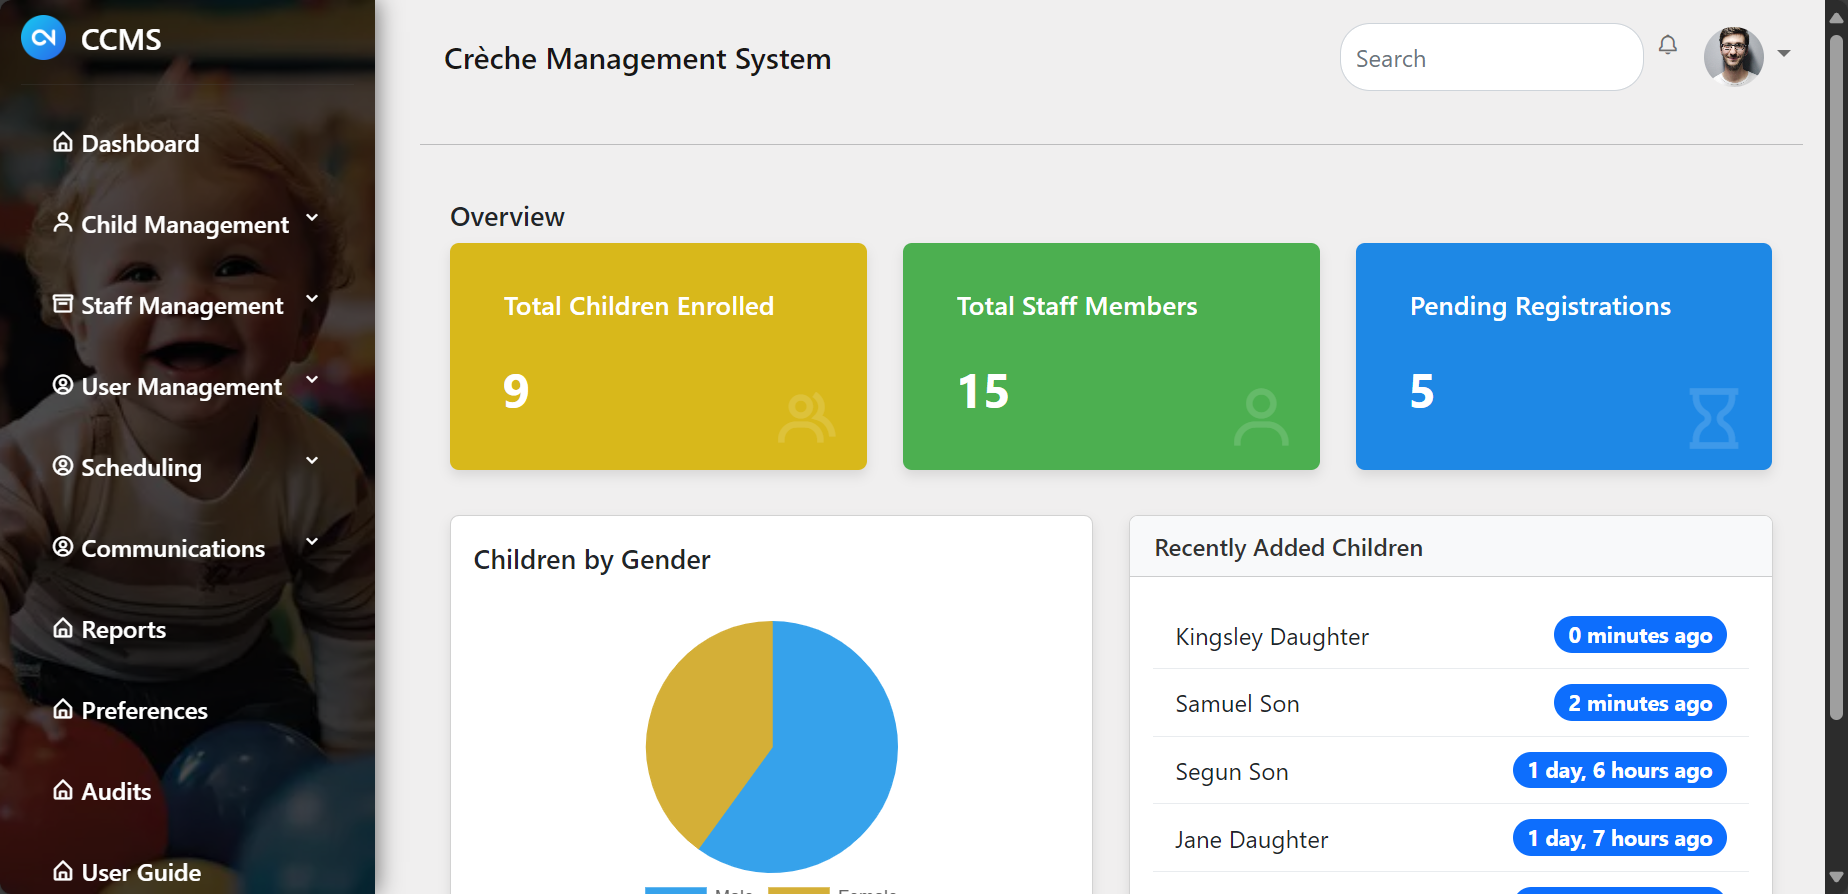 CCMS
Dashboard
Child Management
Staff Management
User Management
Scheduling
Communications
Reports
Preferences
Audits
User Guide
Crèche Management System
Search
Overview
Total Children Enrolled
9
Total Staff Members
15
Pending Registrations
5
Children by Gender
Male Female
Recently Added Children
Kingsley Daughter 0 minutes ago
Samuel Son 2 minutes ago
Segun Son 1 day, 6 hours ago
Jane Daughter 1 day, 7 hours ago